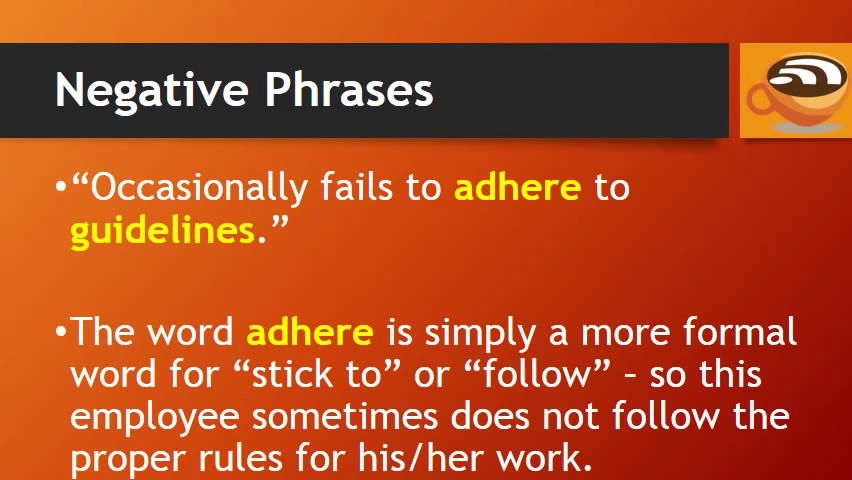 Negative Phrases
•“Occasionally fails to adhere to
guidelines.”
•The word adhere is simply a more formal
word for “stick to” or “follow” – so this
employee sometimes does not follow the
proper rules for his/her work.